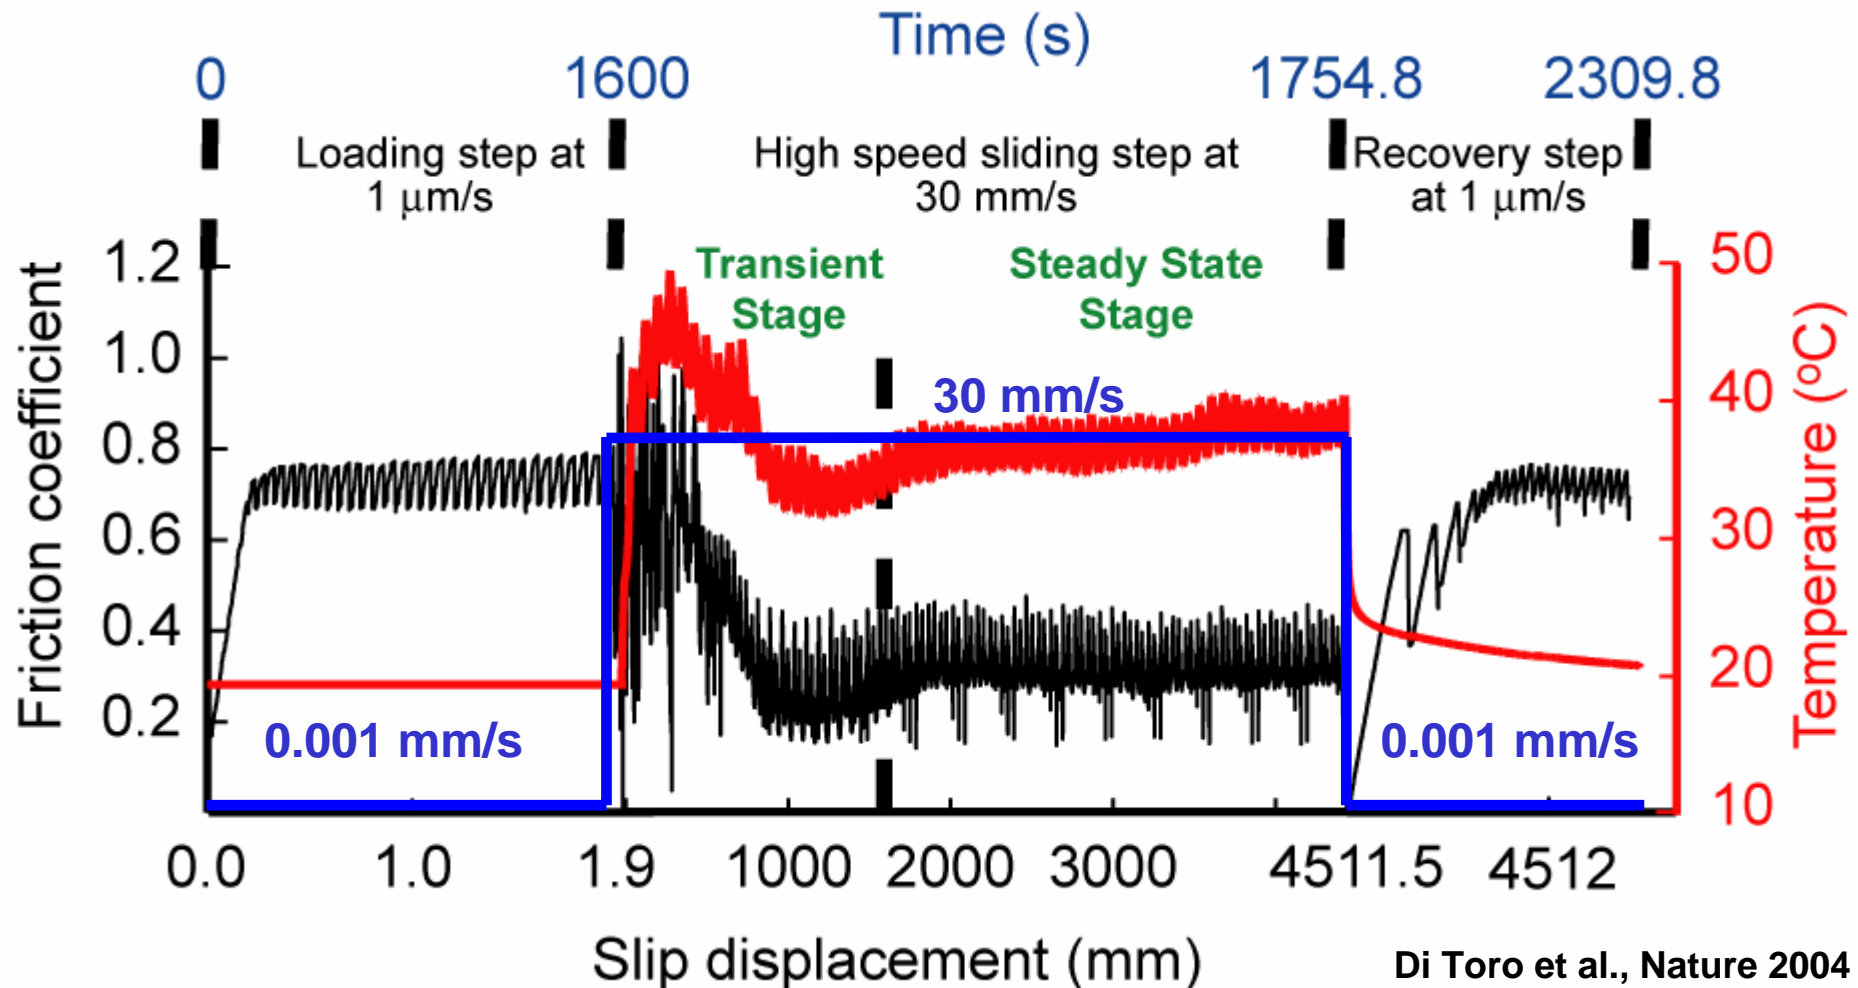 Time (s)
0 1600 1754.8 2309.8
Loading step at
1 μm/s
High speed sliding step at
30 mm/s
Recovery step
at 1 μm/s
Transient
Stage
Steady State
Stage
Friction coefficient
1.2
1.0
0.8
0.6
0.4
0.2
30 mm/s
0.001 mm/s
0.001 mm/s
50
40
30
20
10
Temperature (ºC)
0.0 1.0 1.9 1000 2000 3000 4511.5 4512
Slip displacement (mm)
Di Toro et al., Nature 2004